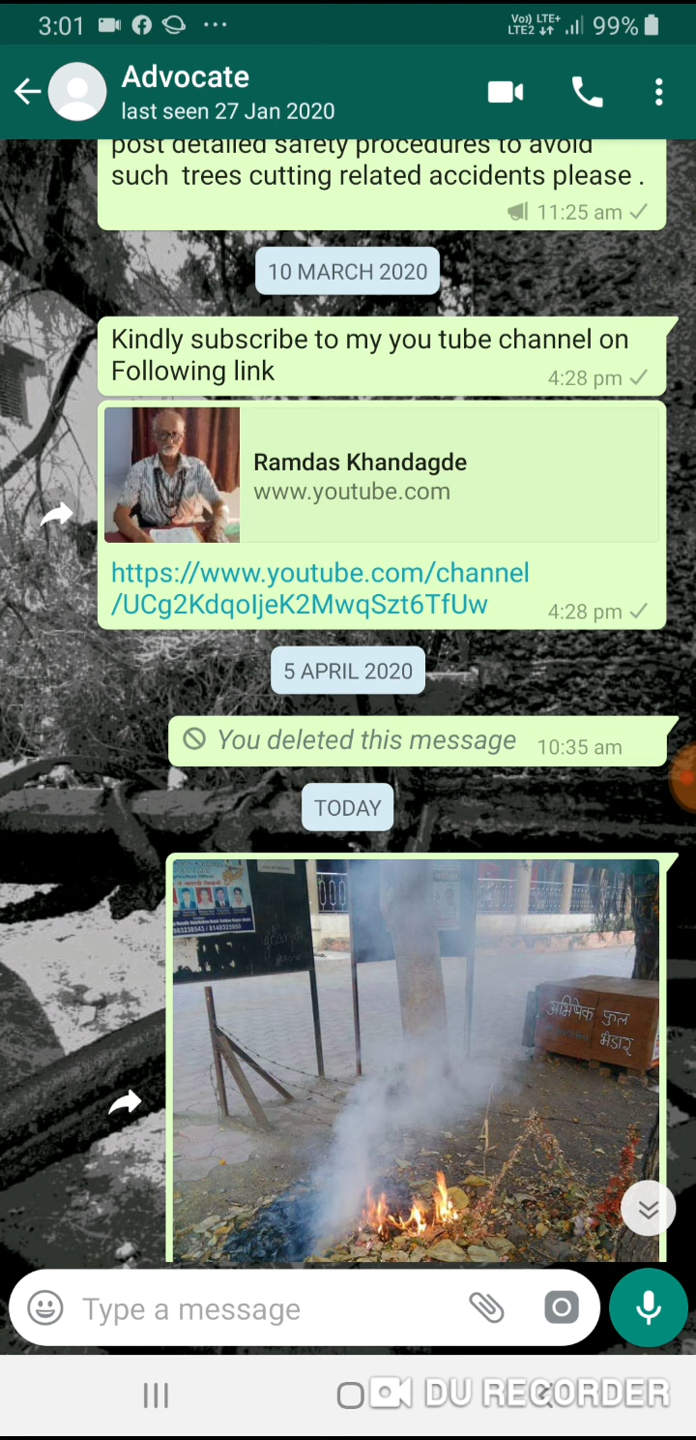 3:01
Vo)) LTE+
LTE2
99%
Advocate
last seen 27 Jan 2020
post detailed safety procedures to avoid
such trees cutting related accidents please .
11:25 am
10 MARCH 2020
Kindly subscribe to my you tube channel on
Following link
4:28 pm
Ramdas Khandagde
www.youtube.com
https://www.youtube.com/channel
/UCg2KdqoIjeK2MwqSzt6TfUw
4:28 pm
5 APRIL 2020
You deleted this message
10:35 am
TODAY
अभिषेक फुल
भंडार
Type a message
DU RECORDER